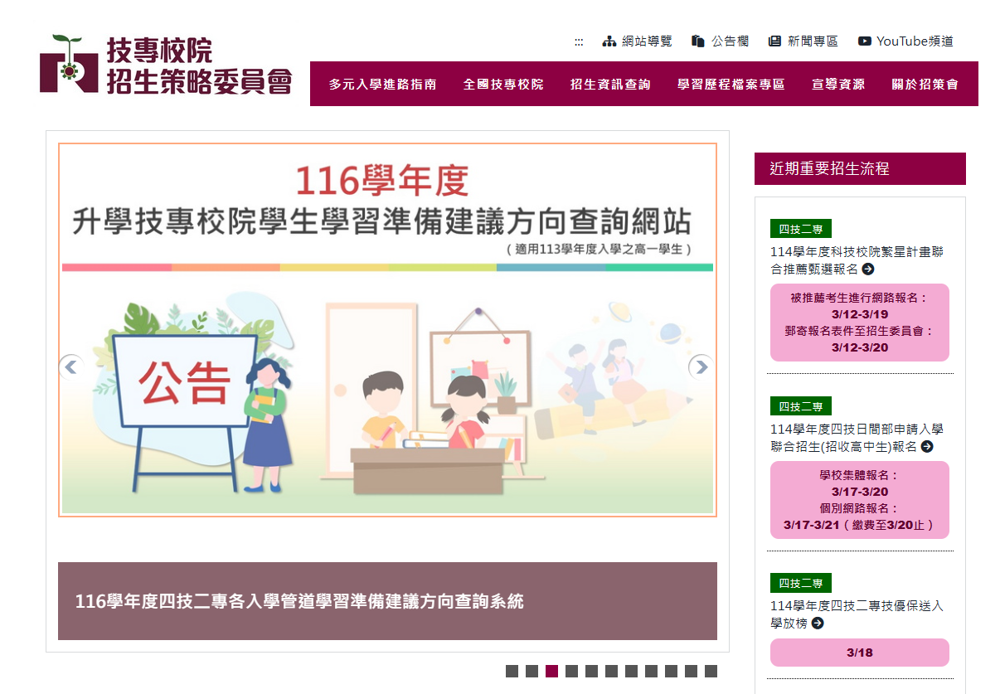 技專校院
招生策略委員會
::: 網站導覽 公告欄 新聞專區 YouTube頻道
多元入學進路指南 全國技專校院 招生資訊查詢 學習歷程檔案專區 宣導資源 關於招策會
116學年度
升學技專校院學生學習準備建議方向查詢網站
(適用113學年度入學之高一學生)
公告
116學年度四技二專各入學管道學習準備建議方向查詢系統
近期重要招生流程
四技二專
114學年度科技校院繁星計畫聯
合推薦甄選報名
被推薦考生進行網路報名：
3/12-3/19
郵寄報名表件至招生委員會：
3/12-3/20
四技二專
114學年度四技日間部申請入學
聯合招生(招收高中生)報名
學校集體報名：
3/17-3/20
個別網路報名：
3/17-3/21（繳費至3/20止）
四技二專
114學年度四技二專技優保送入
學放榜
3/18